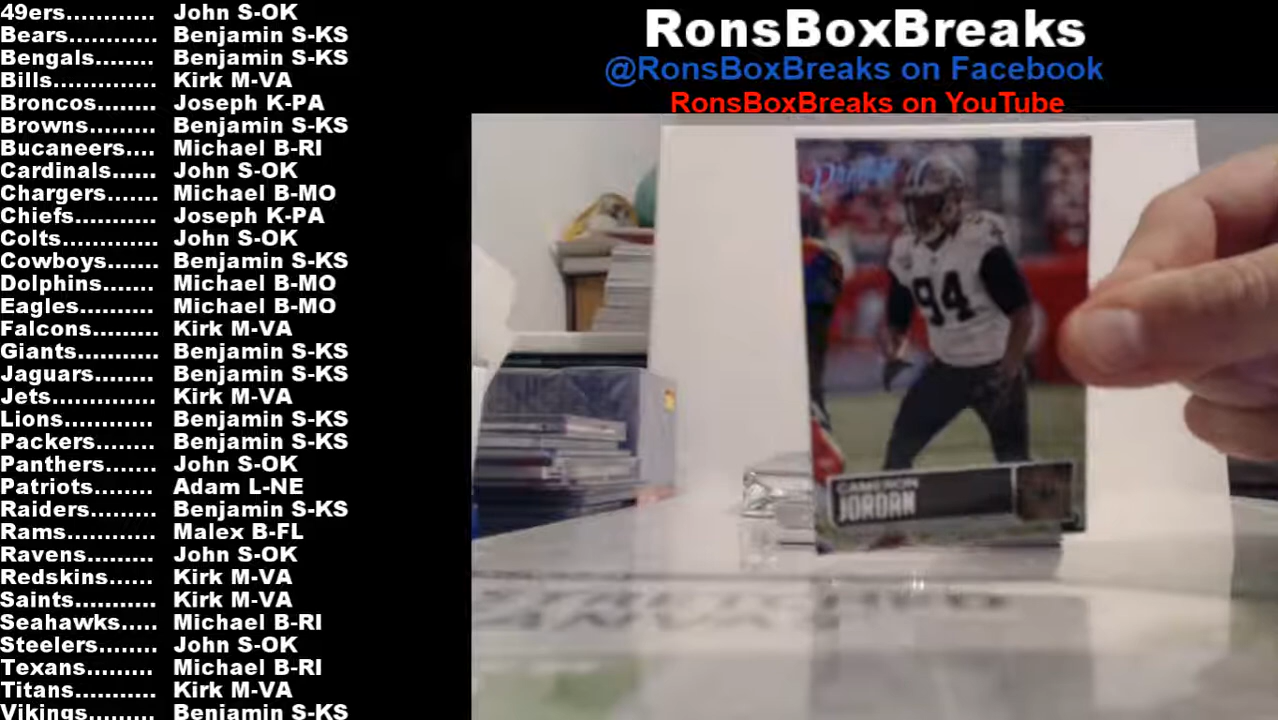 49ers............ John S-OK
Bears............ Benjamin S-KS
Bengals........ Benjamin S-KS
Bills............. Kirk M-VA
Broncos........ Joseph K-PA
Browns......... Benjamin S-KS
Bucaneers.... Michael B-RI
Cardinals...... John S-OK
Chargers...... Michael B-MO
Chiefs........... Joseph K-PA
Colts............. John S-OK
Cowboys....... Benjamin S-KS
Dolphins....... Michael B-MO
Eagles.......... Michael B-MO
Falcons......... Kirk M-VA
Giants........... Benjamin S-KS
Jaguars........ Benjamin S-KS
Jets.............. Kirk M-VA
Lions............ Benjamin S-KS
Packers........ Benjamin S-KS
Panthers....... John S-OK
Patriots......... Adam L-NE
Raiders......... Benjamin S-KS
Rams............ Malex B-FL
Ravens......... John S-OK
Redskins...... Kirk M-VA
Saints........... Kirk M-VA
Seahawks..... Michael B-RI
Steelers........ John S-OK
Texans......... Michael B-RI
Titans........... Kirk M-VA
Vikings......... Benjamin S-KS
RonsBoxBreaks
@RonsBoxBreaks on Facebook
RonsBoxBreaks on YouTube
94
CAMERON
JORDAN